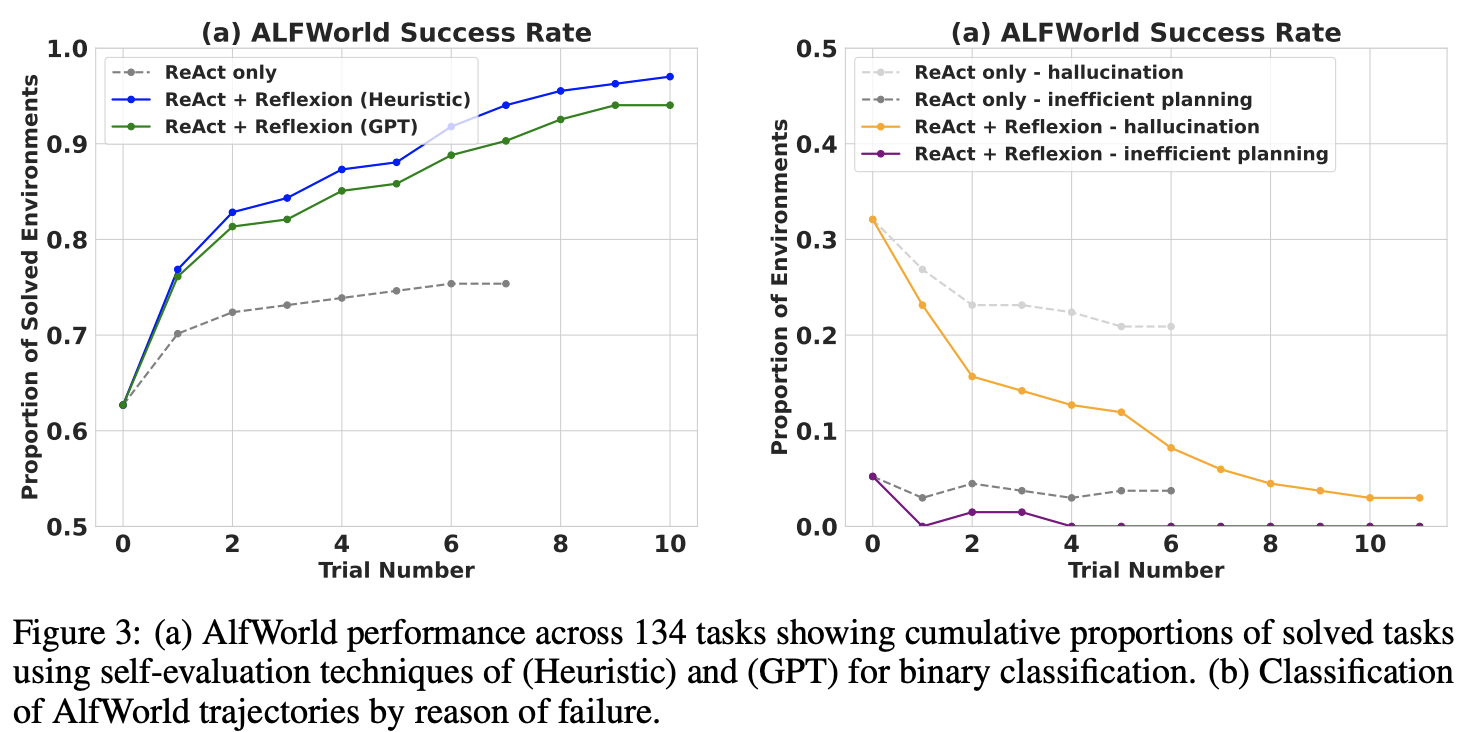 (a) ALFWorld Success Rate
1.0
0.9
0.8
0.7
0.6
0.5
Proportion of Solved Environments
ReAct only
ReAct + Reflexion (Heuristic)
ReAct + Reflexion (GPT)
0 2 4 6 8 10
Trial Number
(a) ALFWorld Success Rate
0.5
0.4
0.3
0.2
0.1
0.0
Proportion of Environments
ReAct only - hallucination
ReAct only - inefficient planning
ReAct + Reflexion - hallucination
ReAct + Reflexion - inefficient planning
0 2 4 6 8 10
Trial Number
Figure 3: (a) AlfWorld performance across 134 tasks showing cumulative proportions of solved tasks
using self-evaluation techniques of (Heuristic) and (GPT) for binary classification. (b) Classification
of AlfWorld trajectories by reason of failure.